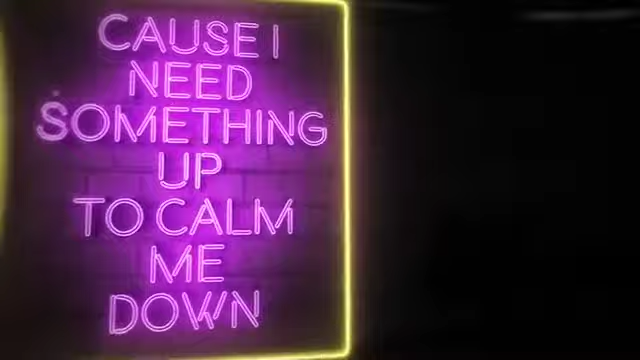 CAUSE I
NEED
SOMETHING
UP
TO CALM
ME
DOWN